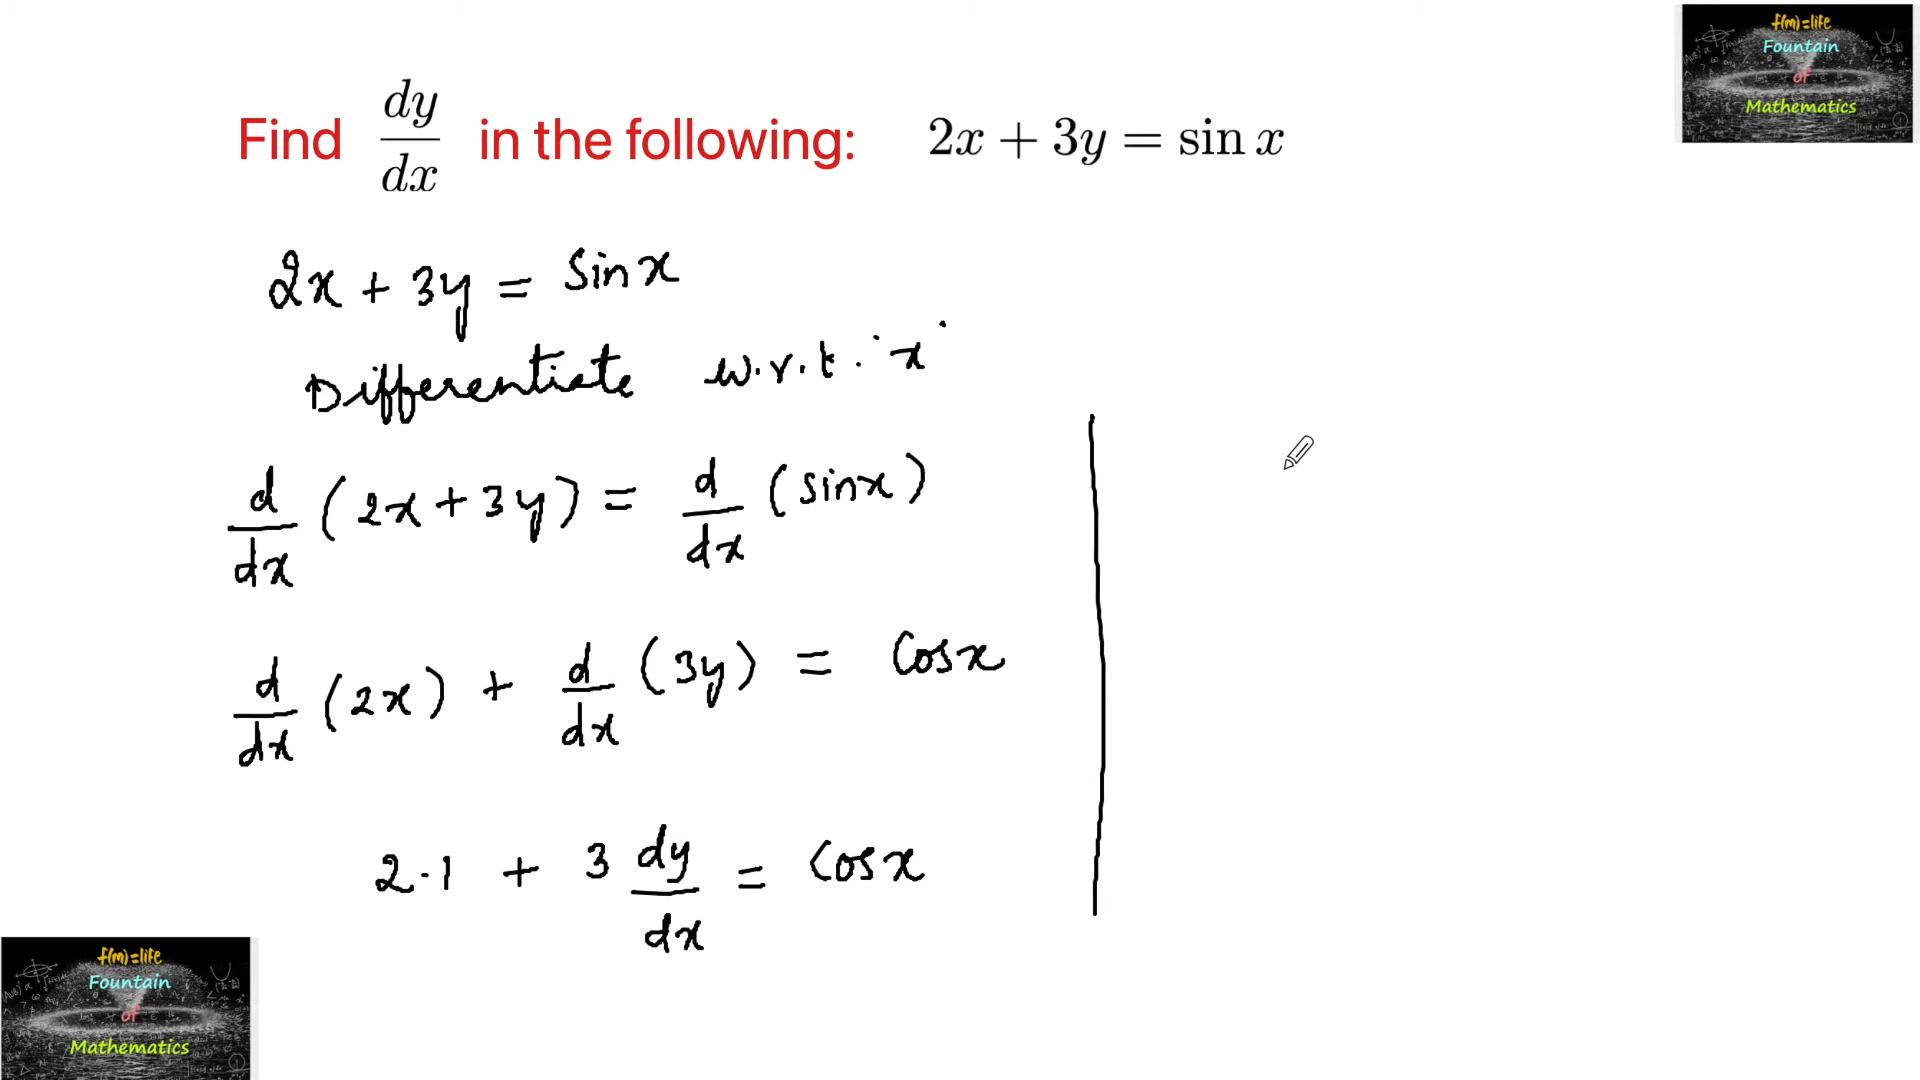 f(m)=life
Fountain
of
Mathematics
Find dy/dx in the following: 2x + 3y = sin x
2x + 3y = Sin x
Differentiate w.r.t. 'x'
d/dx (2x + 3y) = d/dx (sinx)
d/dx (2x) + d/dx (3y) = Cosx
2.1 + 3 dy/dx = Cosx
f(m)=life
Fountain
of
Mathematics